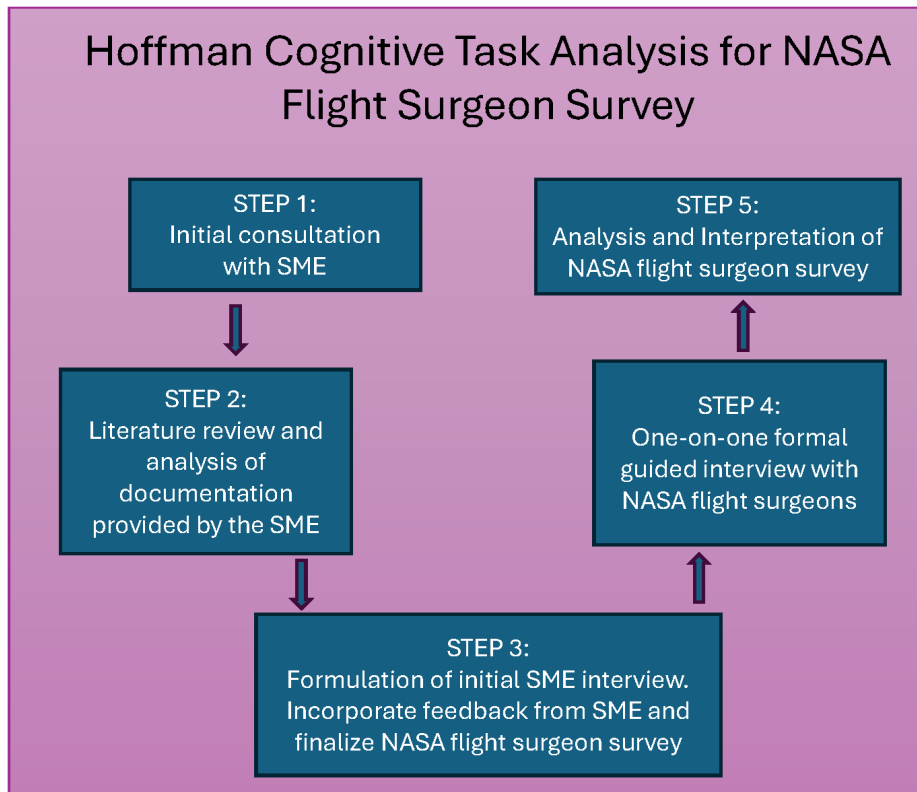 Hoffman Cognitive Task Analysis for NASA
Flight Surgeon Survey
STEP 1:
Initial consultation
with SME
STEP 2:
Literature review and
analysis of
documentation
provided by the SME
STEP 3:
Formulation of initial SME interview.
Incorporate feedback from SME and
finalize NASA flight surgeon survey
STEP 4:
One-on-one formal
guided interview with
NASA flight surgeons
STEP 5:
Analysis and Interpretation of
NASA flight surgeon survey